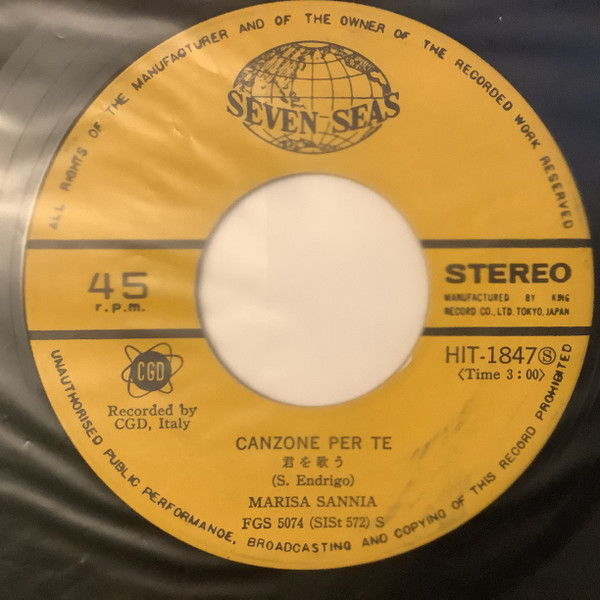 ALL RIGHTS OF THE MANUFACTURER AND OF THE OWNER OF THE RECORDED WORK RESERVED
SEVEN SEAS
45
r.p.m.
STEREO
MANUFACTURED BY KING
RECORD CO., LTD. TOKYO, JAPAN
HIT-1847Ⓢ
〈Time 3:00〉
CGD
Recorded by
CGD, Italy
CANZONE PER TE
君を歌う
(S. Endrigo)
MARISA SANNIA
FGS 5074 (SISt 572) S
UNAUTHORISED PUBLIC PERFORMANCE, BROADCASTING AND COPYING OF THIS RECORD PROHIBITED